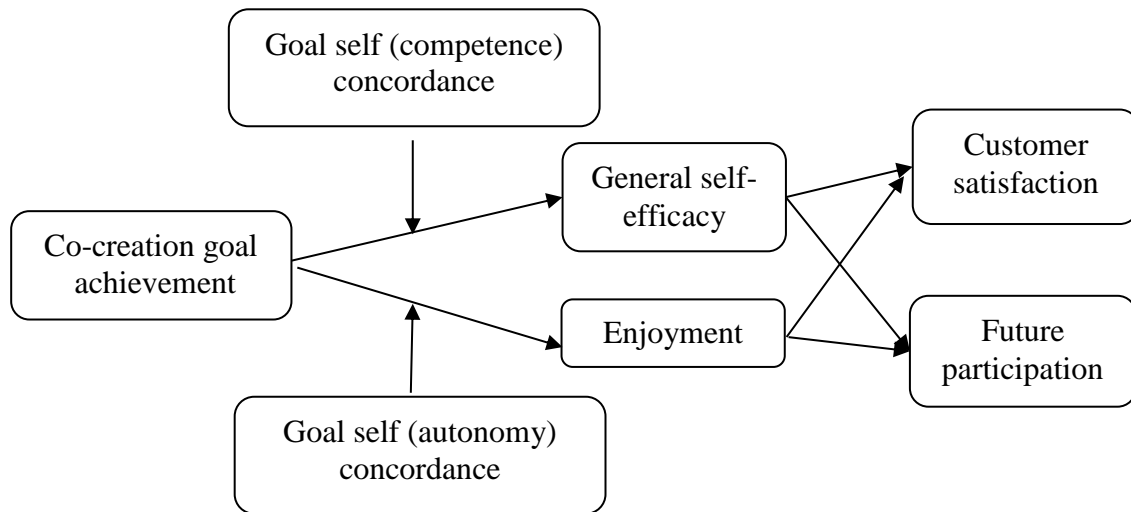 Goal self (competence)
concordance
Customer
satisfaction
General self-
efficacy
Co-creation goal
achievement
Enjoyment
Future
participation
Goal self (autonomy)
concordance